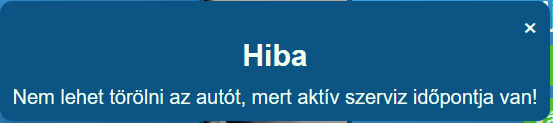 ×
Hiba
Nem lehet törölni az autót, mert aktív szerviz időpontja van!